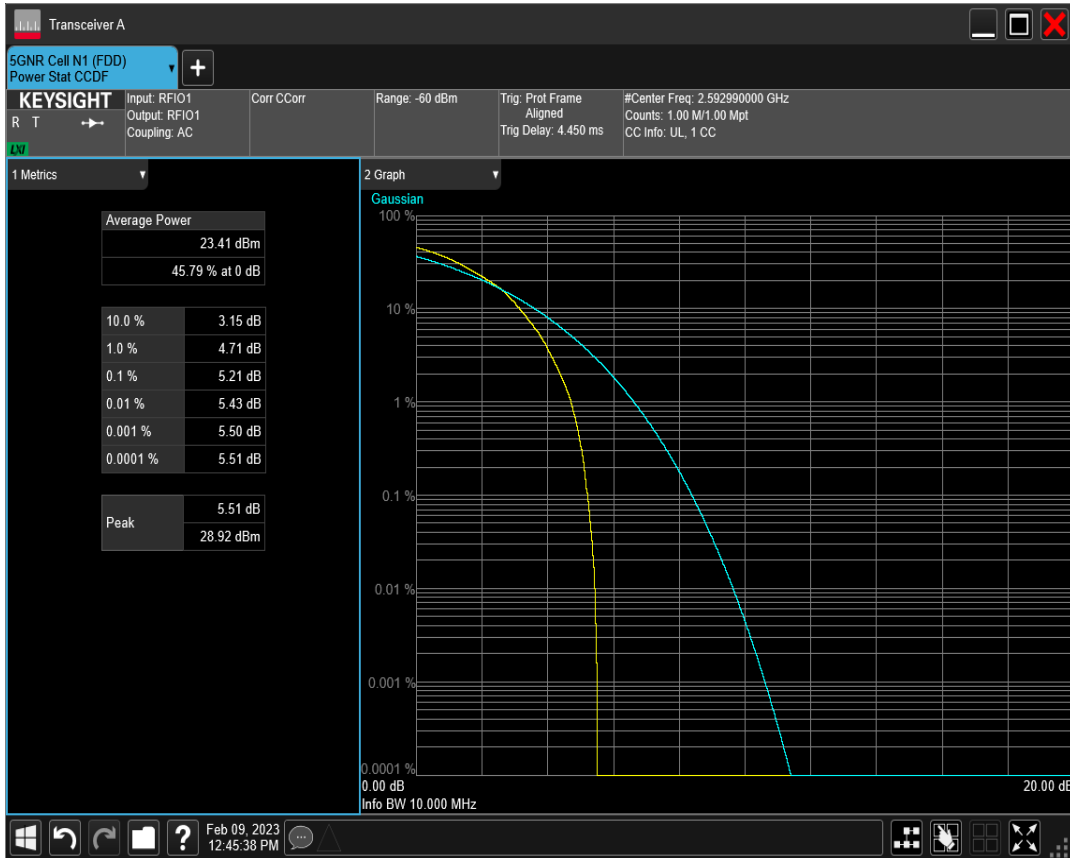 Transceiver A
5GNR Cell N1 (FDD)
Power Stat CCDF
+
KEYSIGHT
R T
LXI
Input: RFIO1
Output: RFIO1
Coupling: AC
Corr CCorr
Range: -60 dBm
Trig: Prot Frame
Aligned
Trig Delay: 4.450 ms
#Center Freq: 2.592990000 GHz
Counts: 1.00 M/1.00 Mpt
CC Info: UL, 1 CC
1 Metrics
Average Power
23.41 dBm
45.79 % at 0 dB
10.0 % 3.15 dB
1.0 % 4.71 dB
0.1 % 5.21 dB
0.01 % 5.43 dB
0.001 % 5.50 dB
0.0001 % 5.51 dB
Peak
5.51 dB
28.92 dBm
2 Graph
Gaussian
100 %
10 %
1 %
0.1 %
0.01 %
0.001 %
0.0001 %
0.00 dB 20.00 dB
Info BW 10.000 MHz
?
Feb 09, 2023
12:45:38 PM